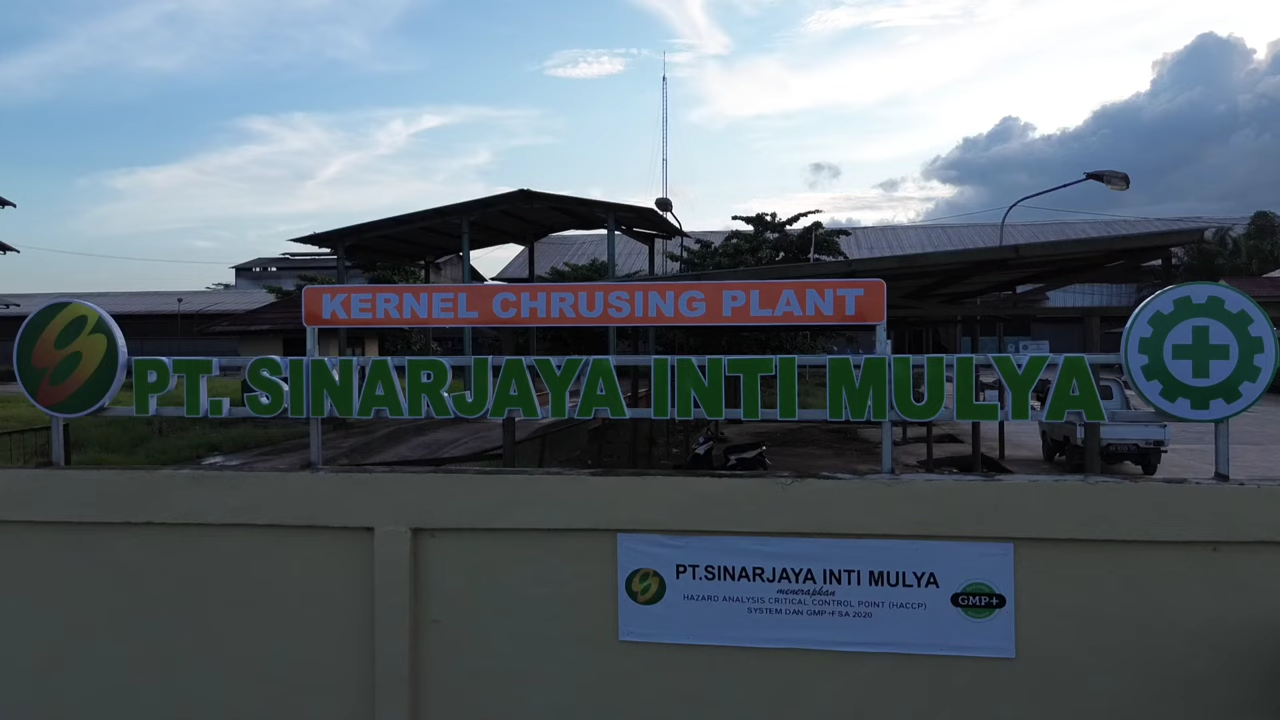 KERNEL CHRUSING PLANT
PT. SINARJAYA INTI MULYA
PT.SINARJAYA INTI MULYA
menerapkan
HAZARD ANALYSIS CRITICAL CONTROL POINT (HACCP)
SYSTEM DAN GMP+FSA 2020
GMP+